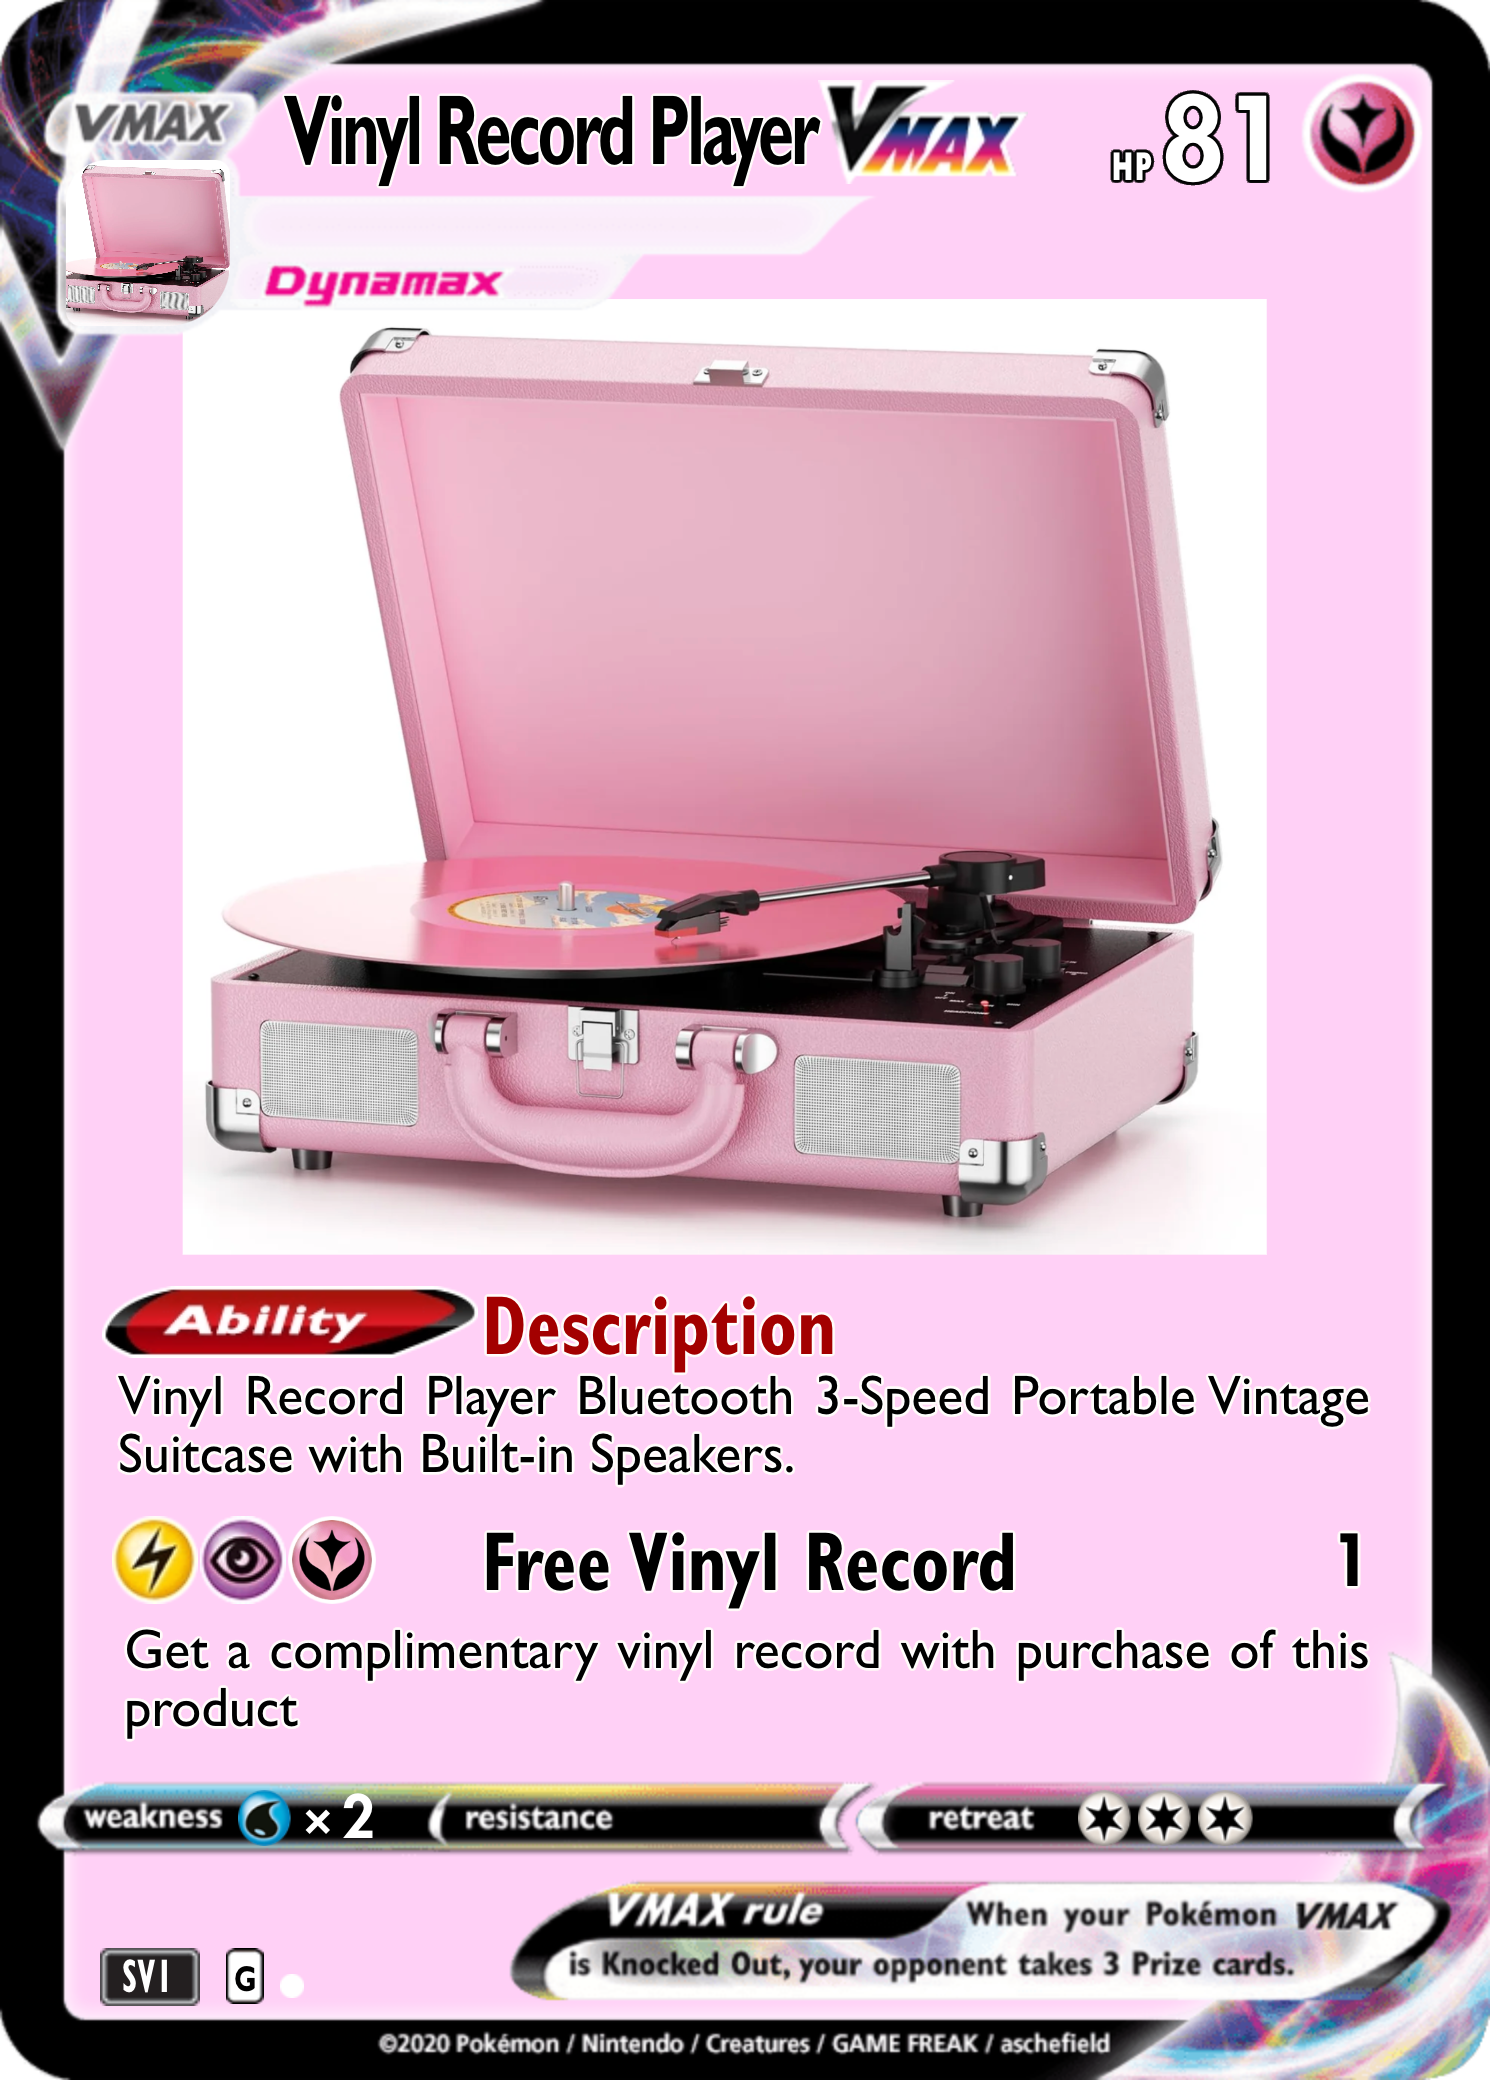 VMAX
Vinyl Record Player VMAX HP 81
Dynamax
Ability Description
Vinyl Record Player Bluetooth 3-Speed Portable Vintage
Suitcase with Built-in Speakers.
Free Vinyl Record 1
Get a complimentary vinyl record with purchase of this
product
weakness ×2 resistance retreat
VMAX rule When your Pokémon VMAX
is Knocked Out, your opponent takes 3 Prize cards.
SV1 G
©2020 Pokémon / Nintendo / Creatures / GAME FREAK / aschefield